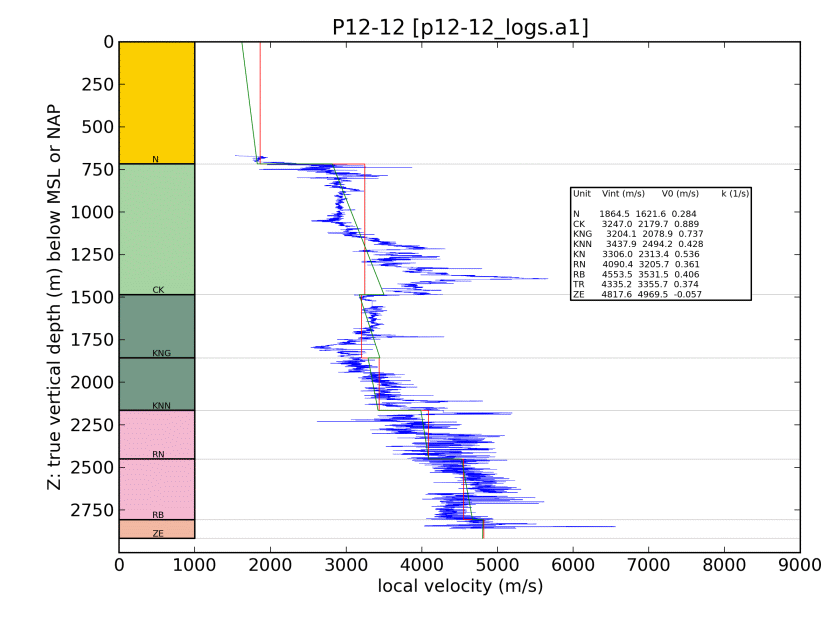 P12-12 [p12-12_logs.a1]
0
250
500
750
1000
1250
1500
1750
2000
2250
2500
2750
Z: true vertical depth (m) below MSL or NAP
N
CK
KNG
KNN
RN
RB
ZE
Unit Vint (m/s) V0 (m/s) k (1/s)
N 1864.5 1621.6 0.284
CK 3247.0 2179.7 0.889
KNG 3204.1 2078.9 0.737
KNN 3437.9 2494.2 0.428
KN 3306.0 2313.4 0.536
RN 4090.4 3205.7 0.361
RB 4553.5 3531.5 0.406
TR 4335.2 3355.7 0.374
ZE 4817.6 4969.5 -0.057
0 1000 2000 3000 4000 5000 6000 7000 8000 9000
local velocity (m/s)